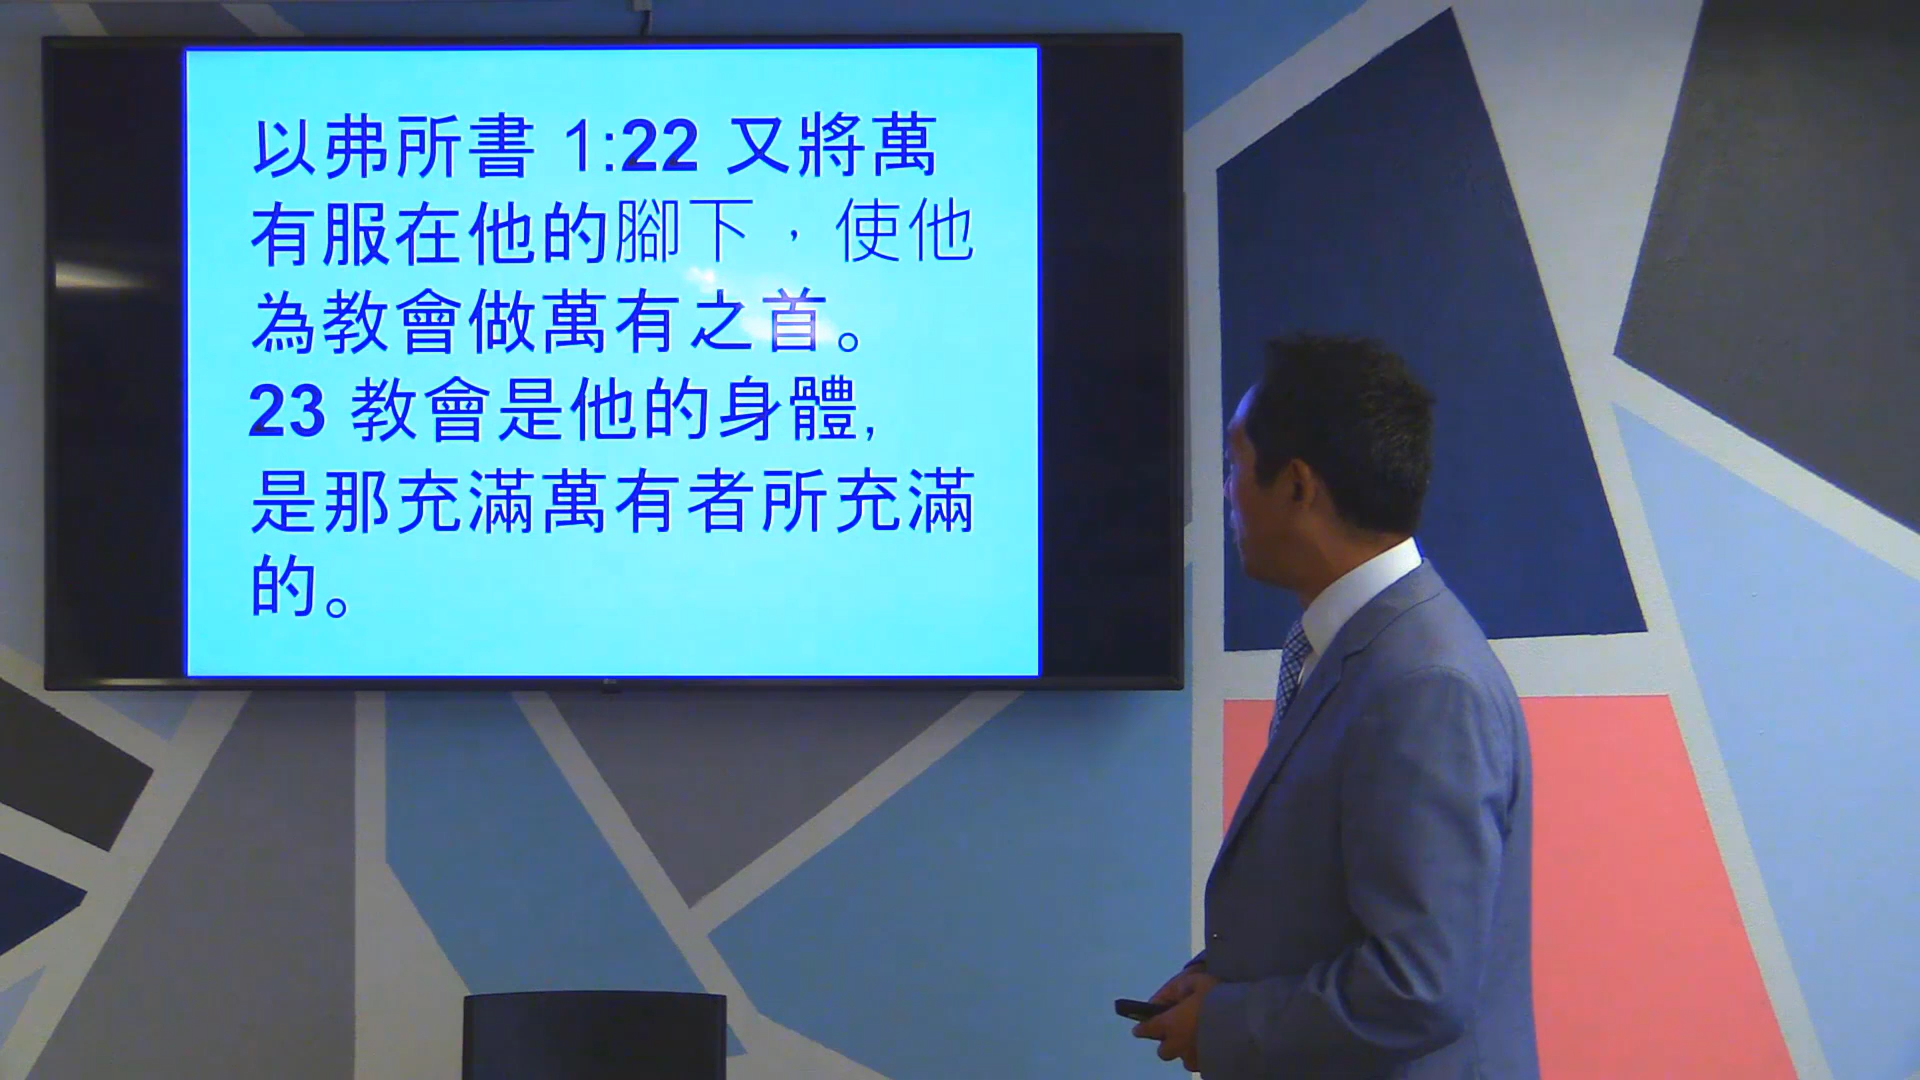 以弗所書 1:22 又將萬
有服在他的腳下，使他
為教會做萬有之首。
23 教會是他的身體,
是那充滿萬有者所充滿
的。